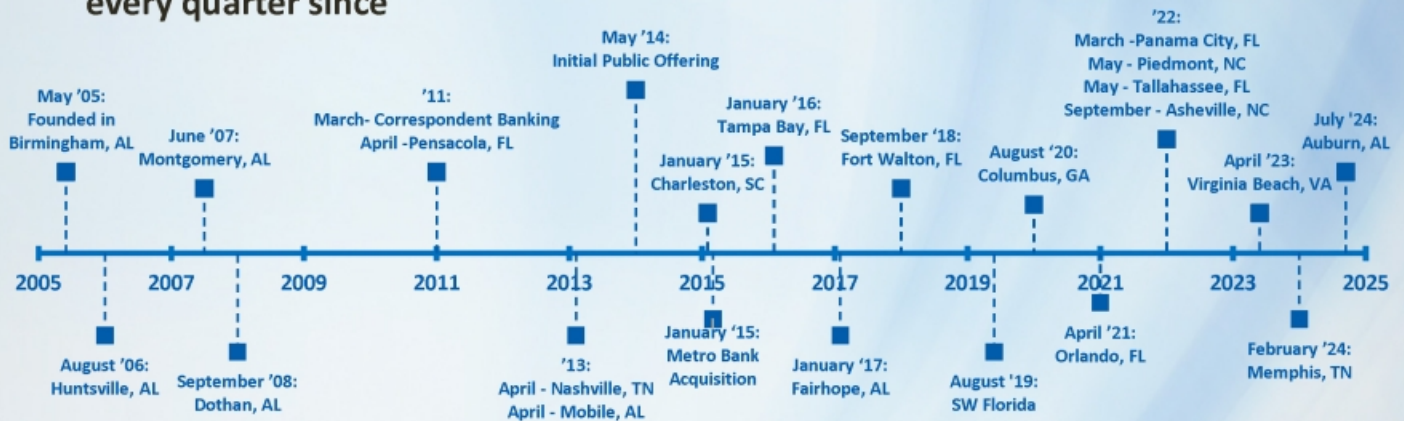 every quarter since
May ’05:
Founded in
Birmingham, AL
June ’07:
Montgomery, AL
’11:
March- Correspondent Banking
April -Pensacola, FL
May ’14:
Initial Public Offering
January ’15:
Charleston, SC
January ’16:
Tampa Bay, FL
September ‘18:
Fort Walton, FL
August ‘20:
Columbus, GA
’22:
March -Panama City, FL
May - Piedmont, NC
May - Tallahassee, FL
September - Asheville, NC
April ’23:
Virginia Beach, VA
July '24:
Auburn, AL
2005 2007 2009 2011 2013 2015 2017 2019 2021 2023 2025
August ’06:
Huntsville, AL
September ’08:
Dothan, AL
’13:
April - Nashville, TN
April - Mobile, AL
January ‘15:
Metro Bank
Acquisition
January ‘17:
Fairhope, AL
August '19:
SW Florida
April ’21:
Orlando, FL
February ’24:
Memphis, TN